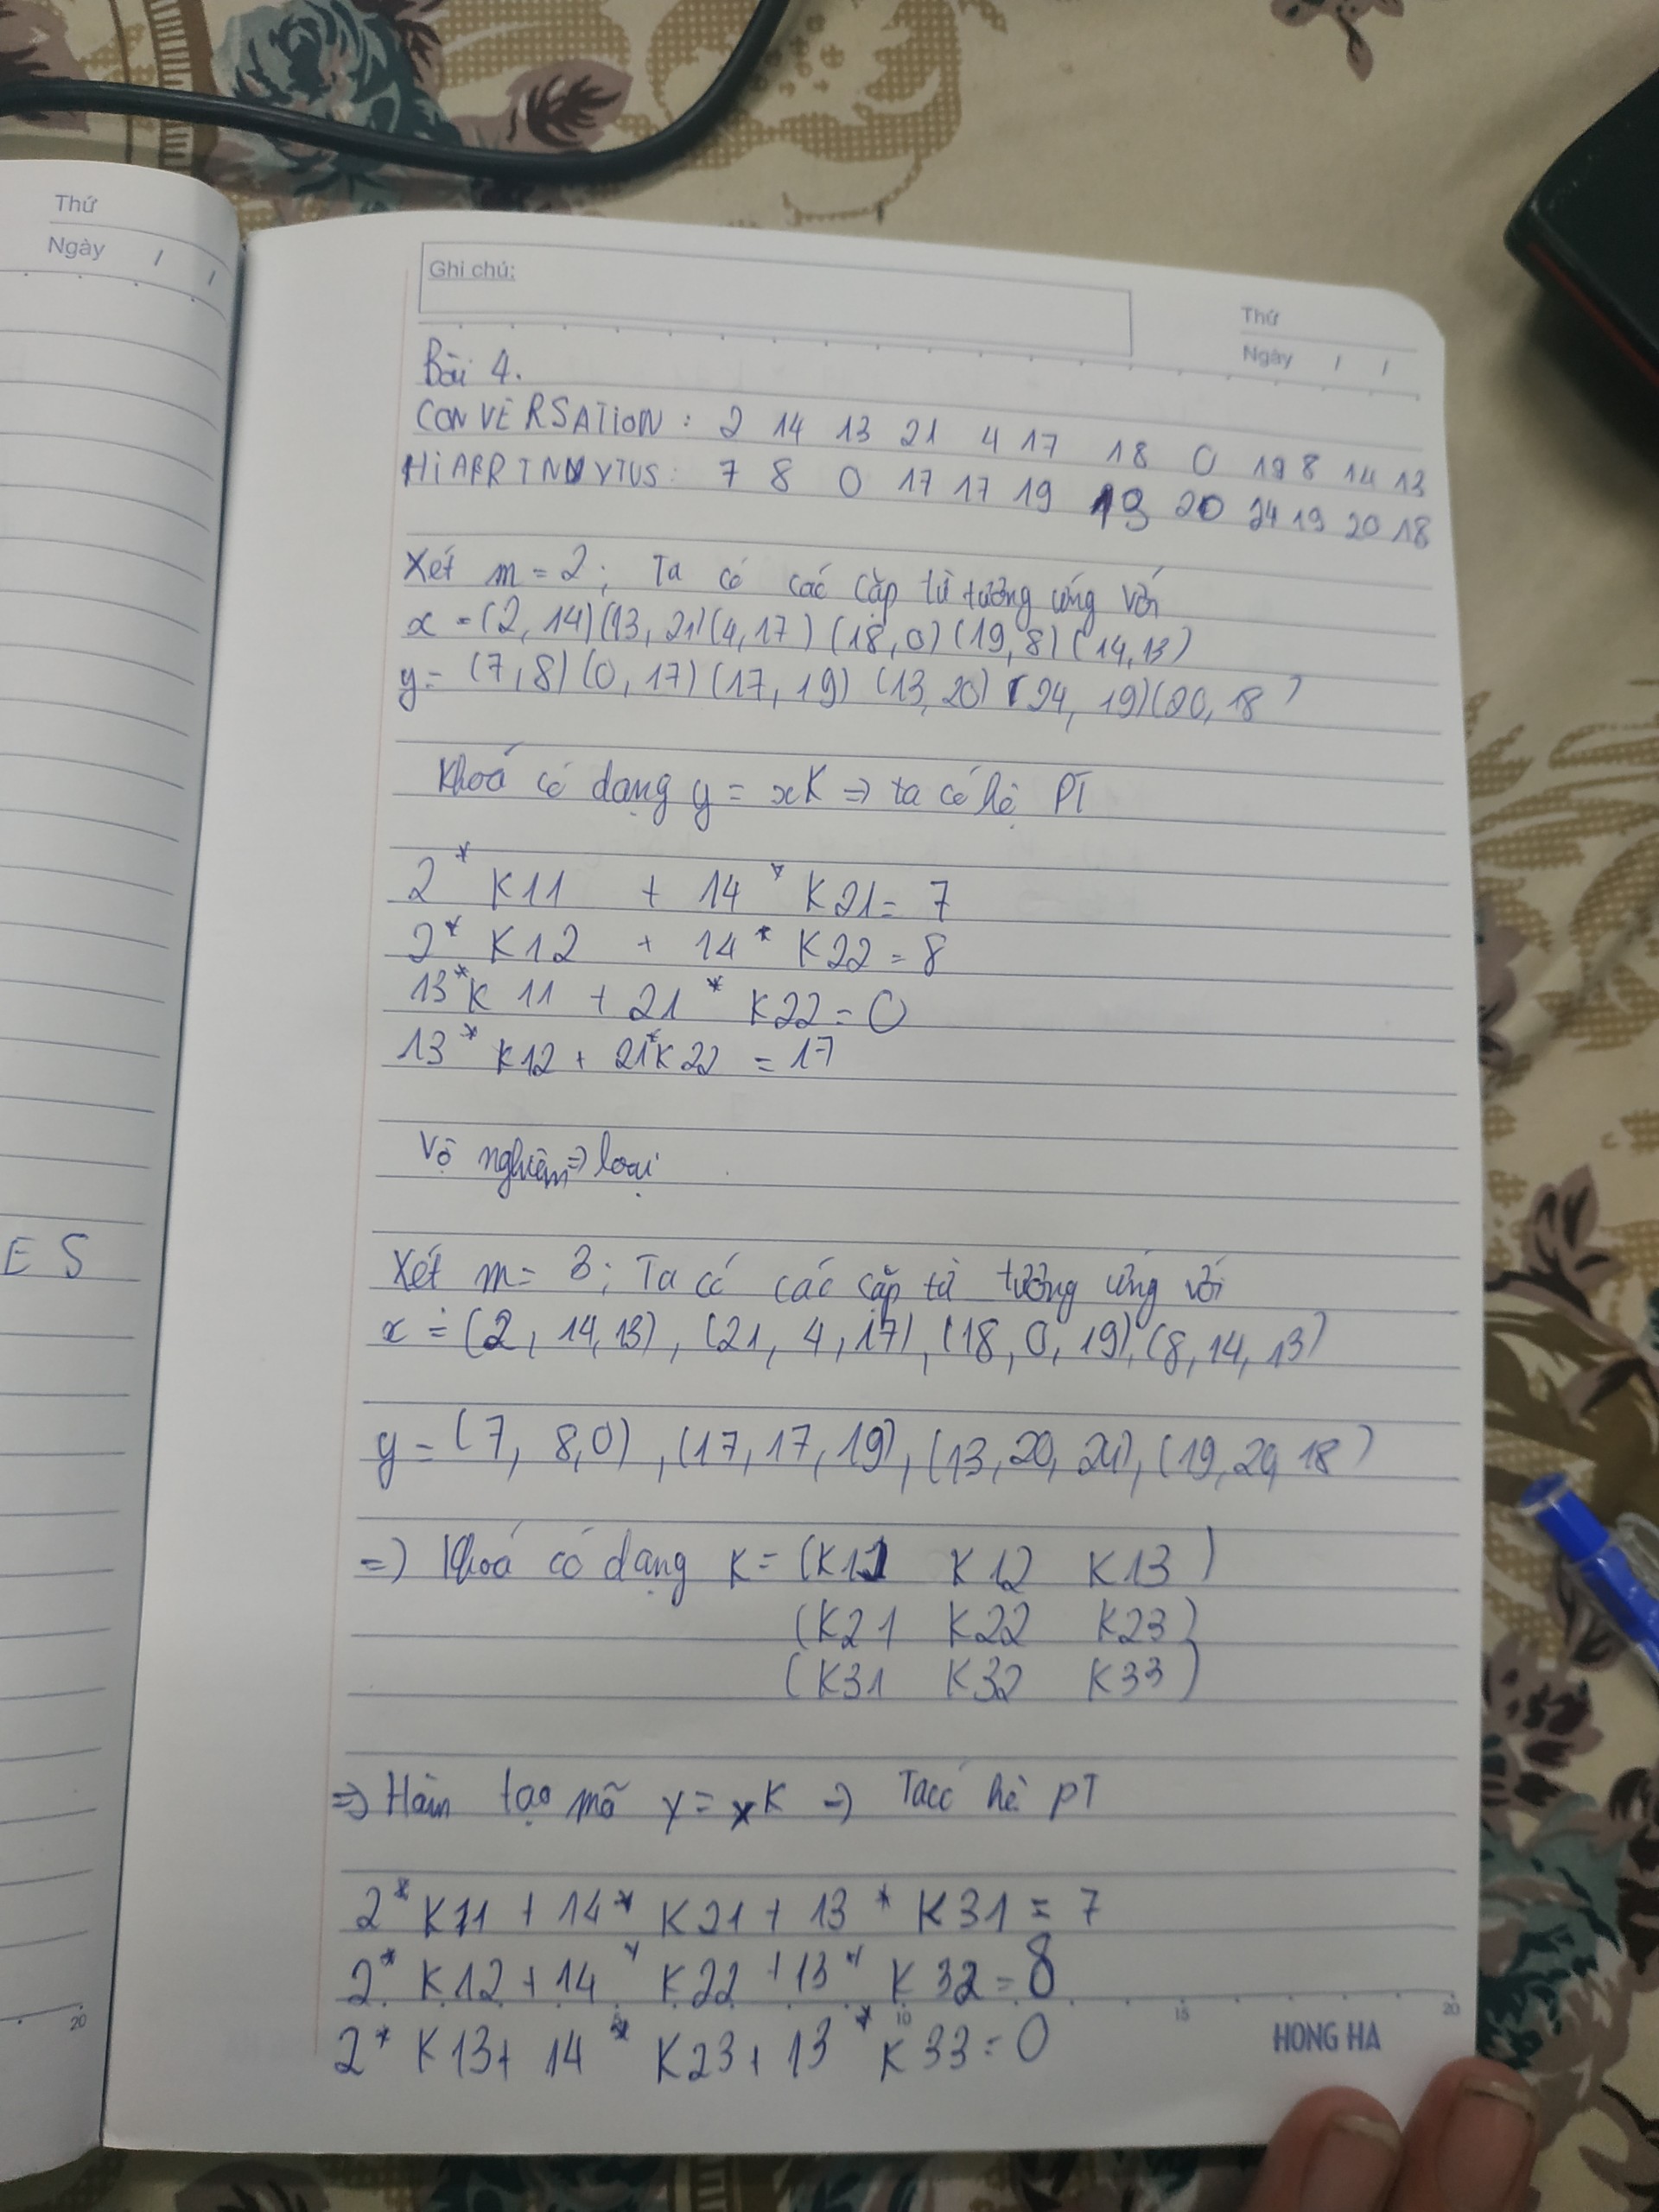 Thứ
Ngày / /
E S
20
Ghi chú:
Thứ
Ngày / /
Bài 4.
CONVERSATION : 2 14 13 21 4 17 18 0 19 8 14 13
HIARRTNUYTUS: 7 8 0 17 17 19 13 20 24 19 20 18
Xét m = 2; Ta có các cặp từ tương ứng với
x = (2, 14) (13, 21) (4, 17) (18, 0) (19, 8) (14, 13)
y = (7, 8) (0, 17) (17, 19) (13, 20) (24, 19) (20, 18)
Khoá có dạng y = xK => ta có hệ PT
2 * K11 + 14 * K21 = 7
2 * K12 + 14 * K22 = 8
13 * K11 + 21 * K22 = 0
13 * K12 + 21 * K22 = 17
Vô nghiệm => loại
Xét m = 3; Ta có các cặp từ tương ứng với
x = (2, 14, 13), (21, 4, 17), (18, 0, 19), (8, 14, 13)
y = (7, 8, 0), (17, 17, 19), (13, 20, 24), (19, 20, 18)
=> Khoá có dạng K = (K11 K12 K13)
(K21 K22 K23)
(K31 K32 K33)
=> Hàm tạo mã y = xK => Ta có hệ PT
2 * K11 + 14 * K21 + 13 * K31 = 7
2 * K12 + 14 * K22 + 13 * K32 = 8
2 * K13 + 14 * K23 + 13 * K33 = 0
10 15 20
HONG HA